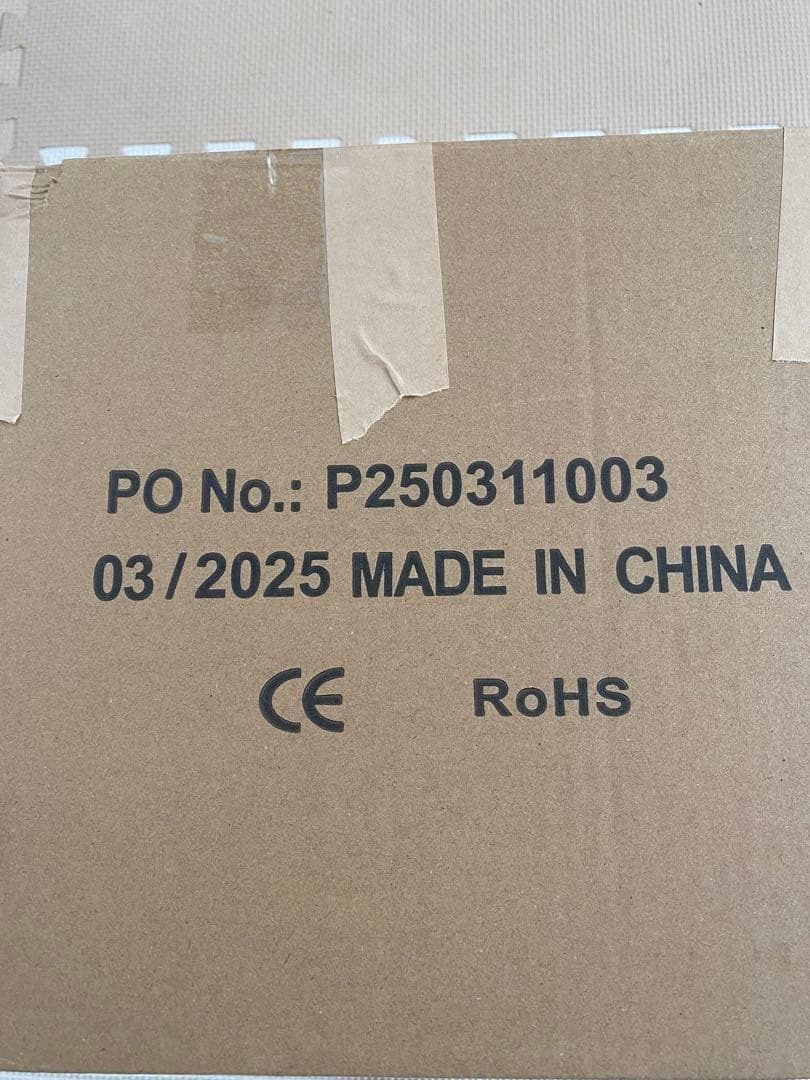 PO No.: P250311003
03/2025 MADE IN CHINA
CE RoHS